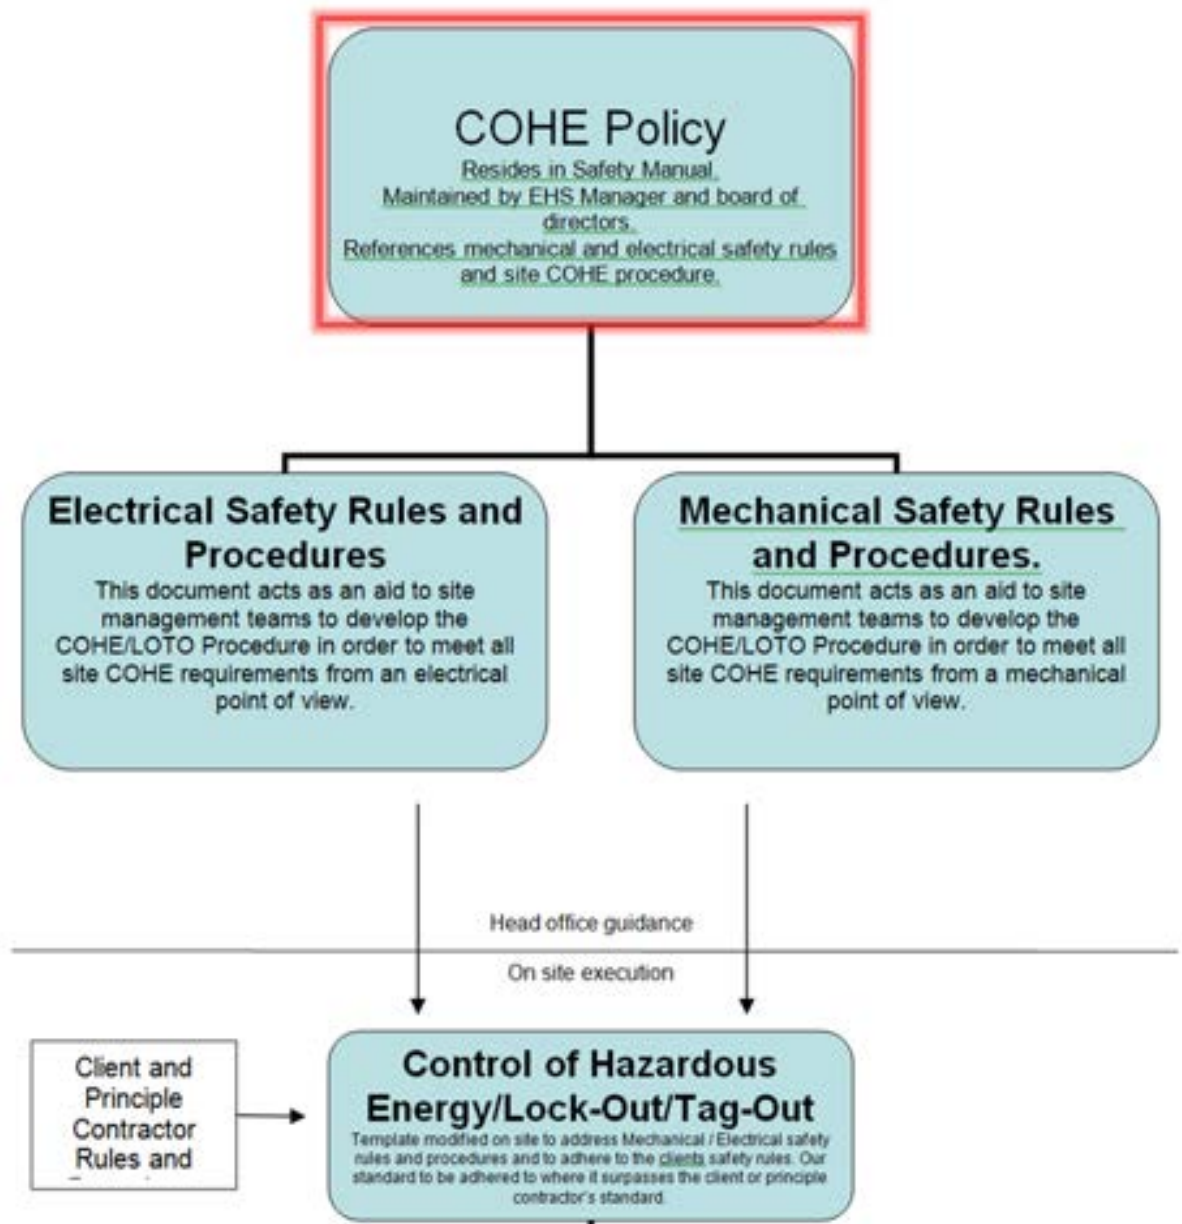 COHE Policy
Resides in Safety Manual.
Maintained by EHS Manager and board of
directors.
References mechanical and electrical safety rules
and site COHE procedure.
Electrical Safety Rules and
Procedures
This document acts as an aid to site
management teams to develop the
COHE/LOTO Procedure in order to meet all
site COHE requirements from an electrical
point of view.
Mechanical Safety Rules
and Procedures.
This document acts as an aid to site
management teams to develop the
COHE/LOTO Procedure in order to meet all
site COHE requirements from a mechanical
point of view.
Head office guidance
On site execution
Client and
Principle
Contractor
Rules and
Control of Hazardous
Energy/Lock-Out/Tag-Out
Template modified on site to address Mechanical / Electrical safety
rules and procedures and to adhere to the clients safety rules. Our
standard to be adhered to where it surpasses the client or principle
contractor's standard.